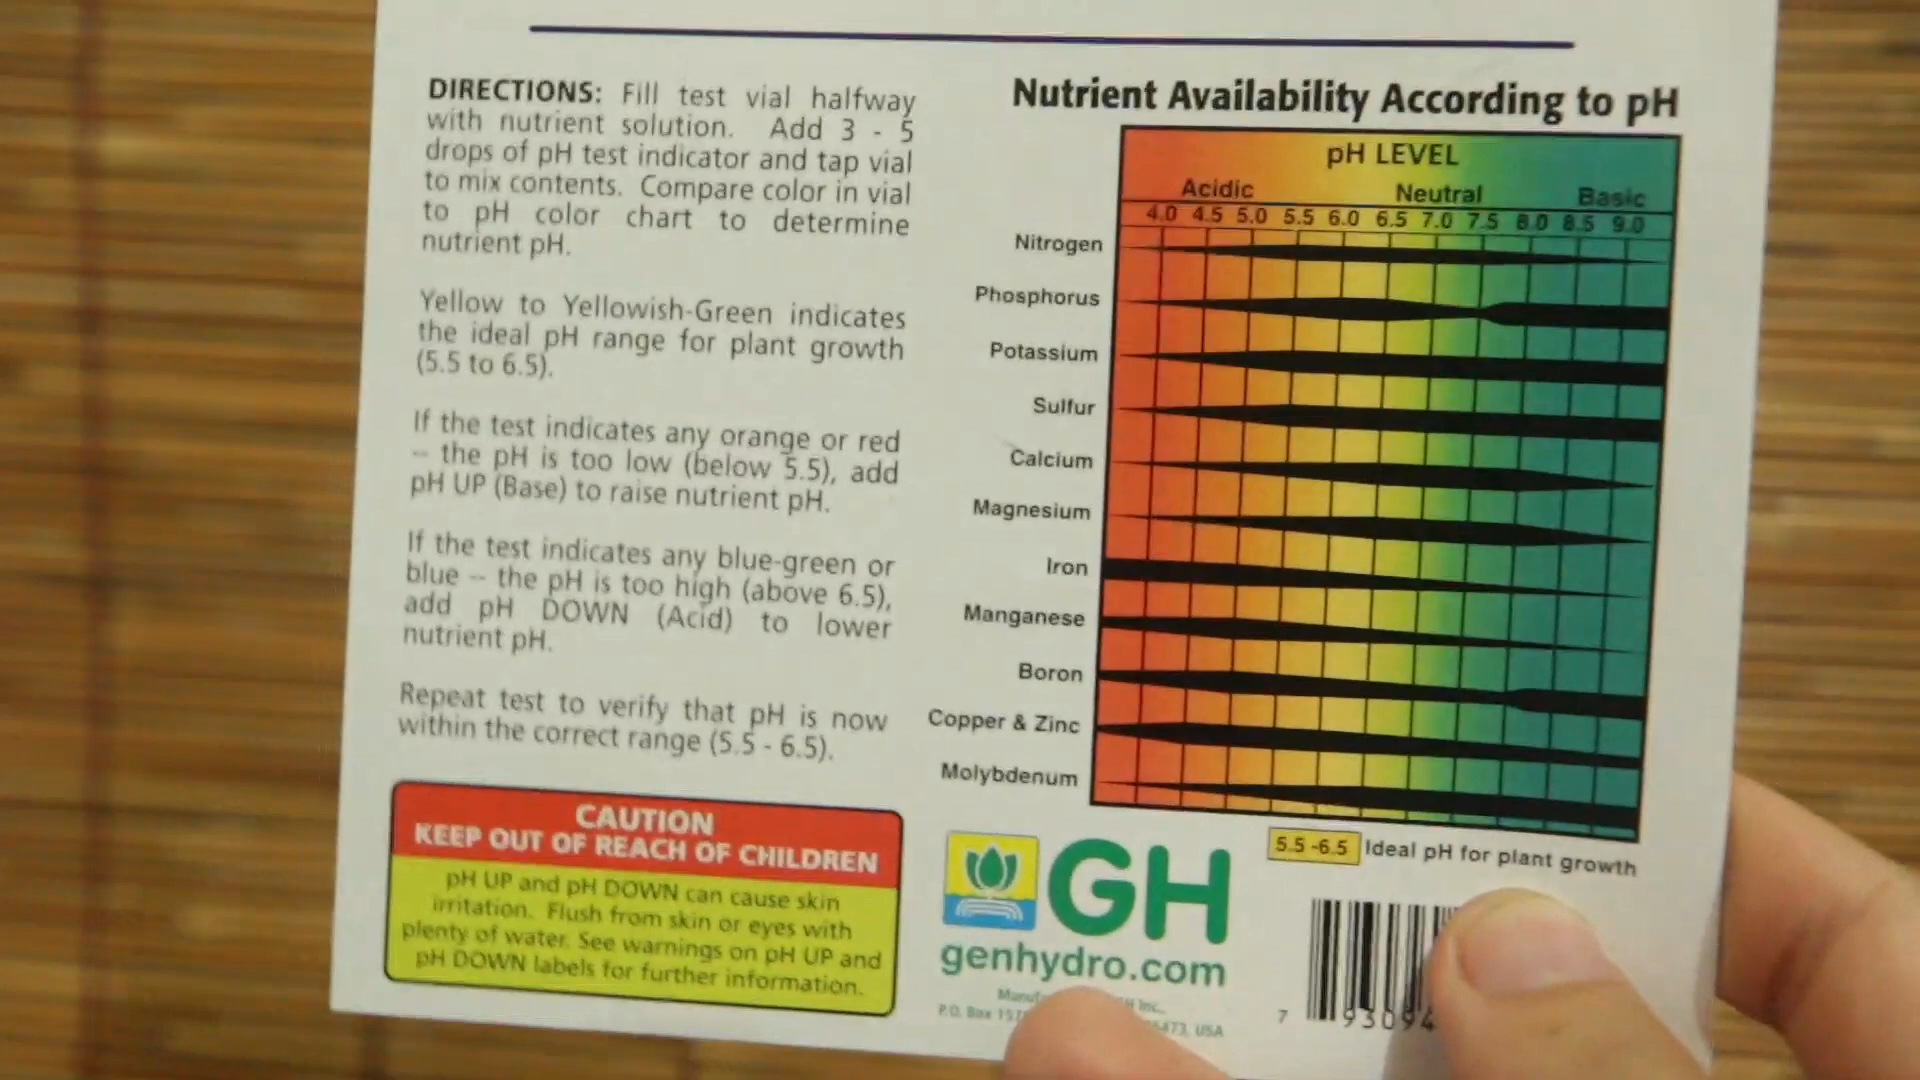 DIRECTIONS: Fill test vial halfway
with nutrient solution. Add 3 - 5
drops of pH test indicator and tap vial
to mix contents. Compare color in vial
to pH color chart to determine
nutrient pH.
Yellow to Yellowish-Green indicates
the ideal pH range for plant growth
(5.5 to 6.5).
If the test indicates any orange or red
-- the pH is too low (below 5.5), add
pH UP (Base) to raise nutrient pH.
If the test indicates any blue-green or
blue -- the pH is too high (above 6.5),
add pH DOWN (Acid) to lower
nutrient pH.
Repeat test to verify that pH is now
within the correct range (5.5 - 6.5).
CAUTION
KEEP OUT OF REACH OF CHILDREN
pH UP and pH DOWN can cause skin
irritation. Flush from skin or eyes with
plenty of water. See warnings on pH UP and
pH DOWN labels for further information.
Nutrient Availability According to pH
pH LEVEL
Acidic Neutral Basic
4.0 4.5 5.0 5.5 6.0 6.5 7.0 7.5 8.0 8.5 9.0
Nitrogen
Phosphorus
Potassium
Sulfur
Calcium
Magnesium
Iron
Manganese
Boron
Copper & Zinc
Molybdenum
5.5 -6.5 Ideal pH for plant growth
GH
genhydro.com
Inc.,
P.O. Box USA
7 93094